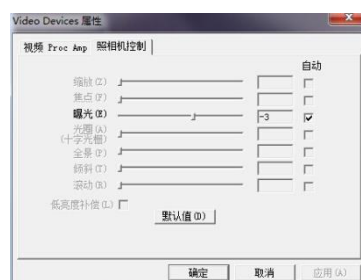 Video Devices 属性
视频 Proc Amp 照相机控制
自动
缩放(Z)
焦点(F)
曝光(E) -3
光圈(A)
(十字光栅)
全景(P)
倾斜(T)
滚动(R)
低亮度补偿(L)
默认值(D)
确定 取消 应用(A)